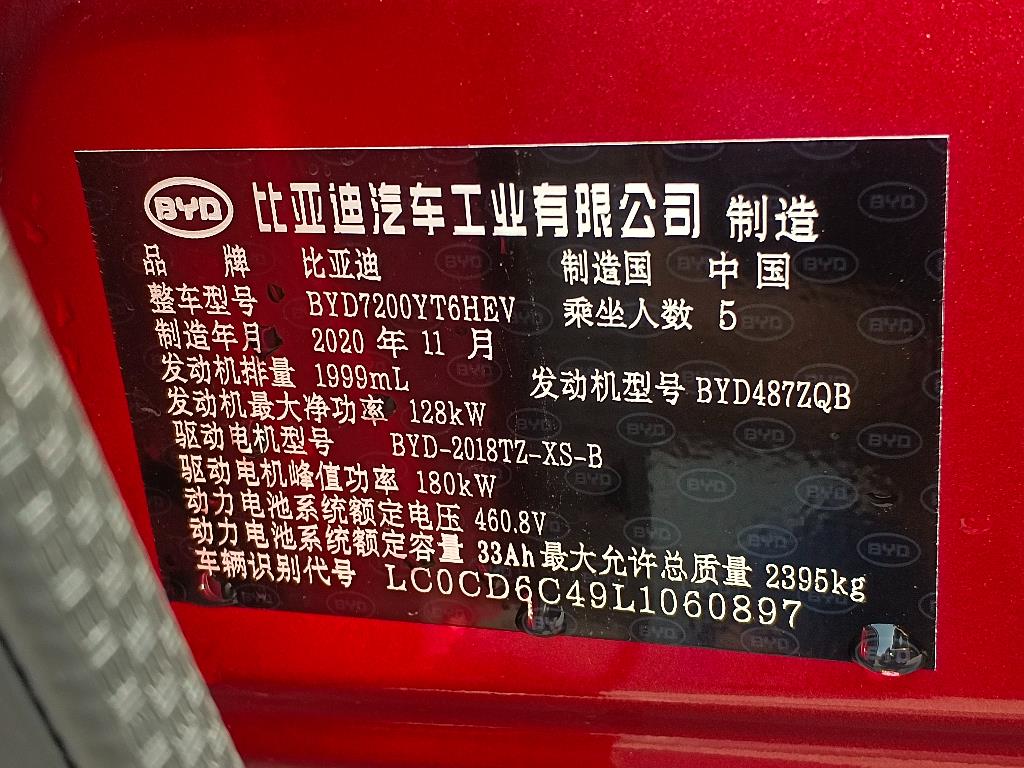 BYD 比亚迪汽车工业有限公司 制造
品 牌 比亚迪 制造国 中国
整车型号 BYD7200YT6HEV 乘坐人数 5
制造年月 2020 年 11 月
发动机排量 1999mL 发动机型号 BYD487ZQB
发动机最大净功率 128kW
驱动电机型号 BYD-2018TZ-XS-B
驱动电机峰值功率 180kW
动力电池系统额定电压 460.8V
动力电池系统额定容量 33Ah 最大允许总质量 2395kg
车辆识别代号 LC0CD6C49L1060897